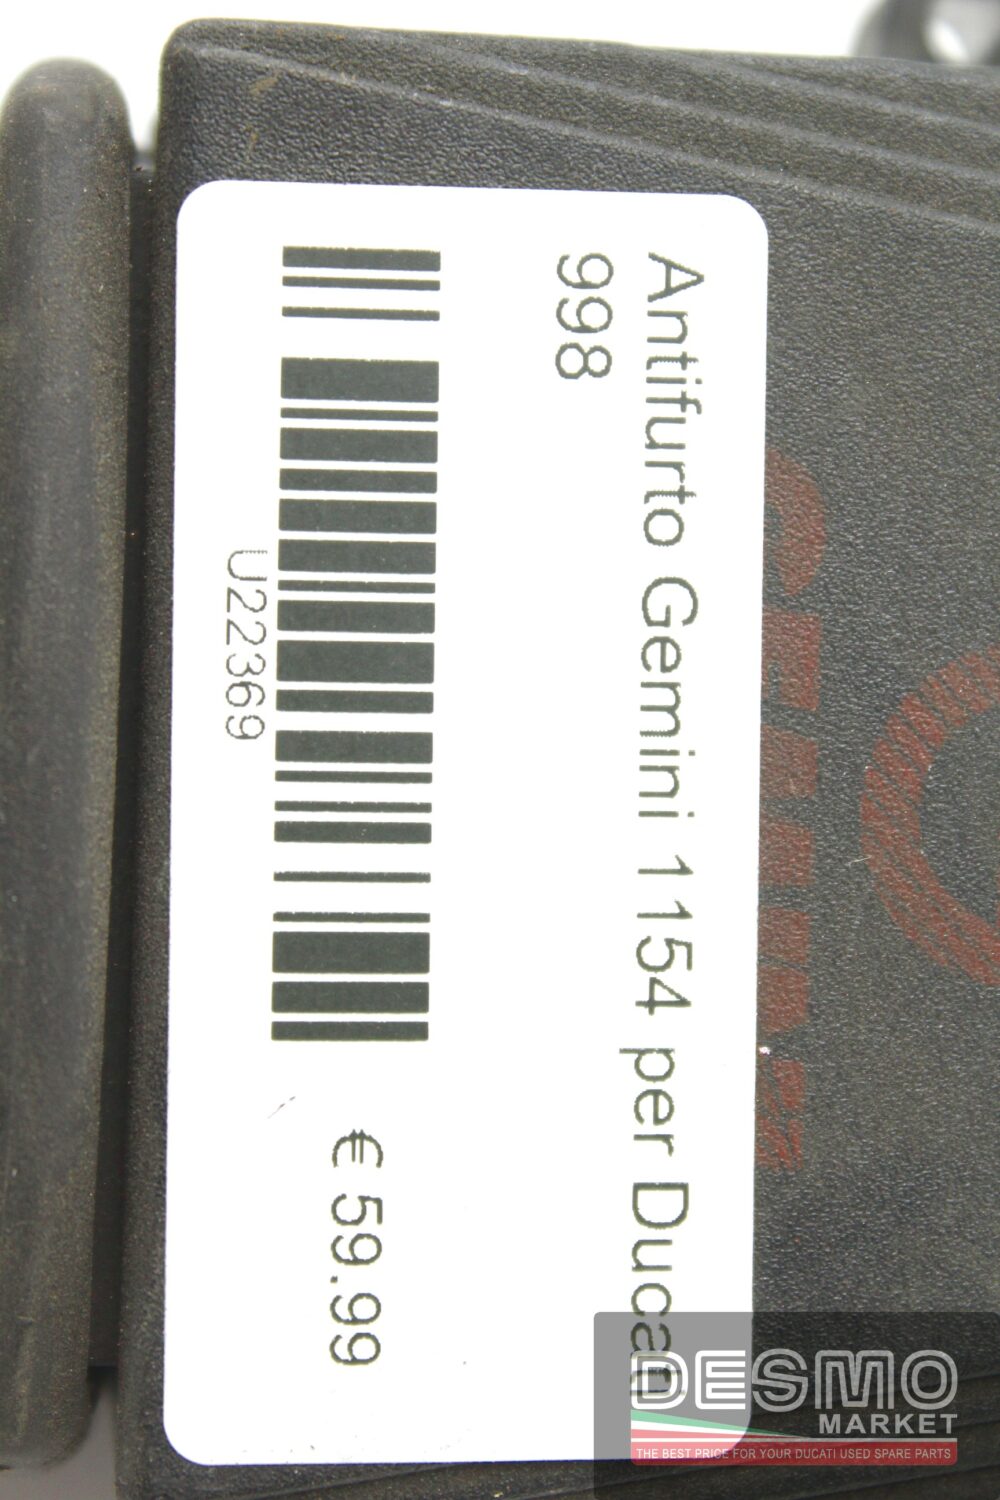 Antifurto Gemini 1154 per Ducati
998
U22369
€ 59.99
GEMINI
DESMO
MARKET
THE BEST PRICE FOR YOUR DUCATI USED SPARE PARTS